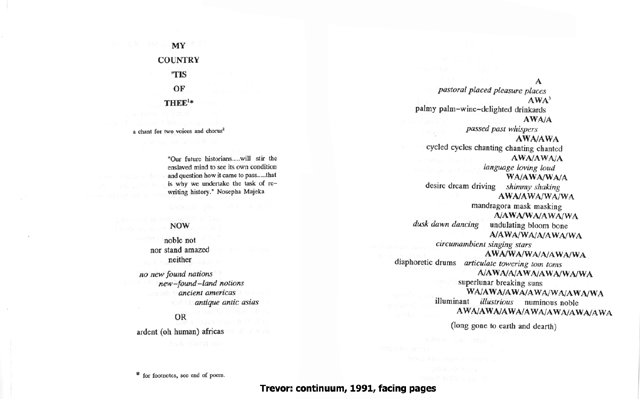 MY
COUNTRY
'TIS
OF
THEE¹*
a chant for two voices and chorus²
"Our future historians....will stir the
enslaved mind to see its own condition
and question how it came to pass....that
is why we undertake the task of re-
writing history." Nosepha Majeka
NOW
noble not
nor stand amazed
neither
no new found nations
new-found-land notions
ancient americas
antique antic asias
OR
ardent (oh human) africas
* for footnotes, see end of poem.
A
pastoral placed pleasure places
AWA³
palmy palm-wine-delighted drinkards
AWA/A
passed past whispers
AWA/AWA
cycled cycles chanting chanting chanted
AWA/AWA/A
language loving loud
WA/AWA/WA/A
desire dream driving shimmy shaking
AWA/AWA/WA/WA
mandragora mask masking
A/AWA/WA/AWA/WA
dusk dawn dancing undulating bloom bone
A/AWA/WA/A/AWA/WA
circumambient singing stars
AWA/WA/WA/A/AWA/WA
diaphoretic drums articulate towering tom toms
A/AWA/A/AWA/AWA/WA/WA
superlunar breaking suns
WA/AWA/AWA/AWA/WA/AWA/WA
illuminant illustrious numinous noble
AWA/AWA/AWA/AWA/AWA/AWA/AWA
(long gone to earth and dearth)
Trevor: continuum, 1991, facing pages